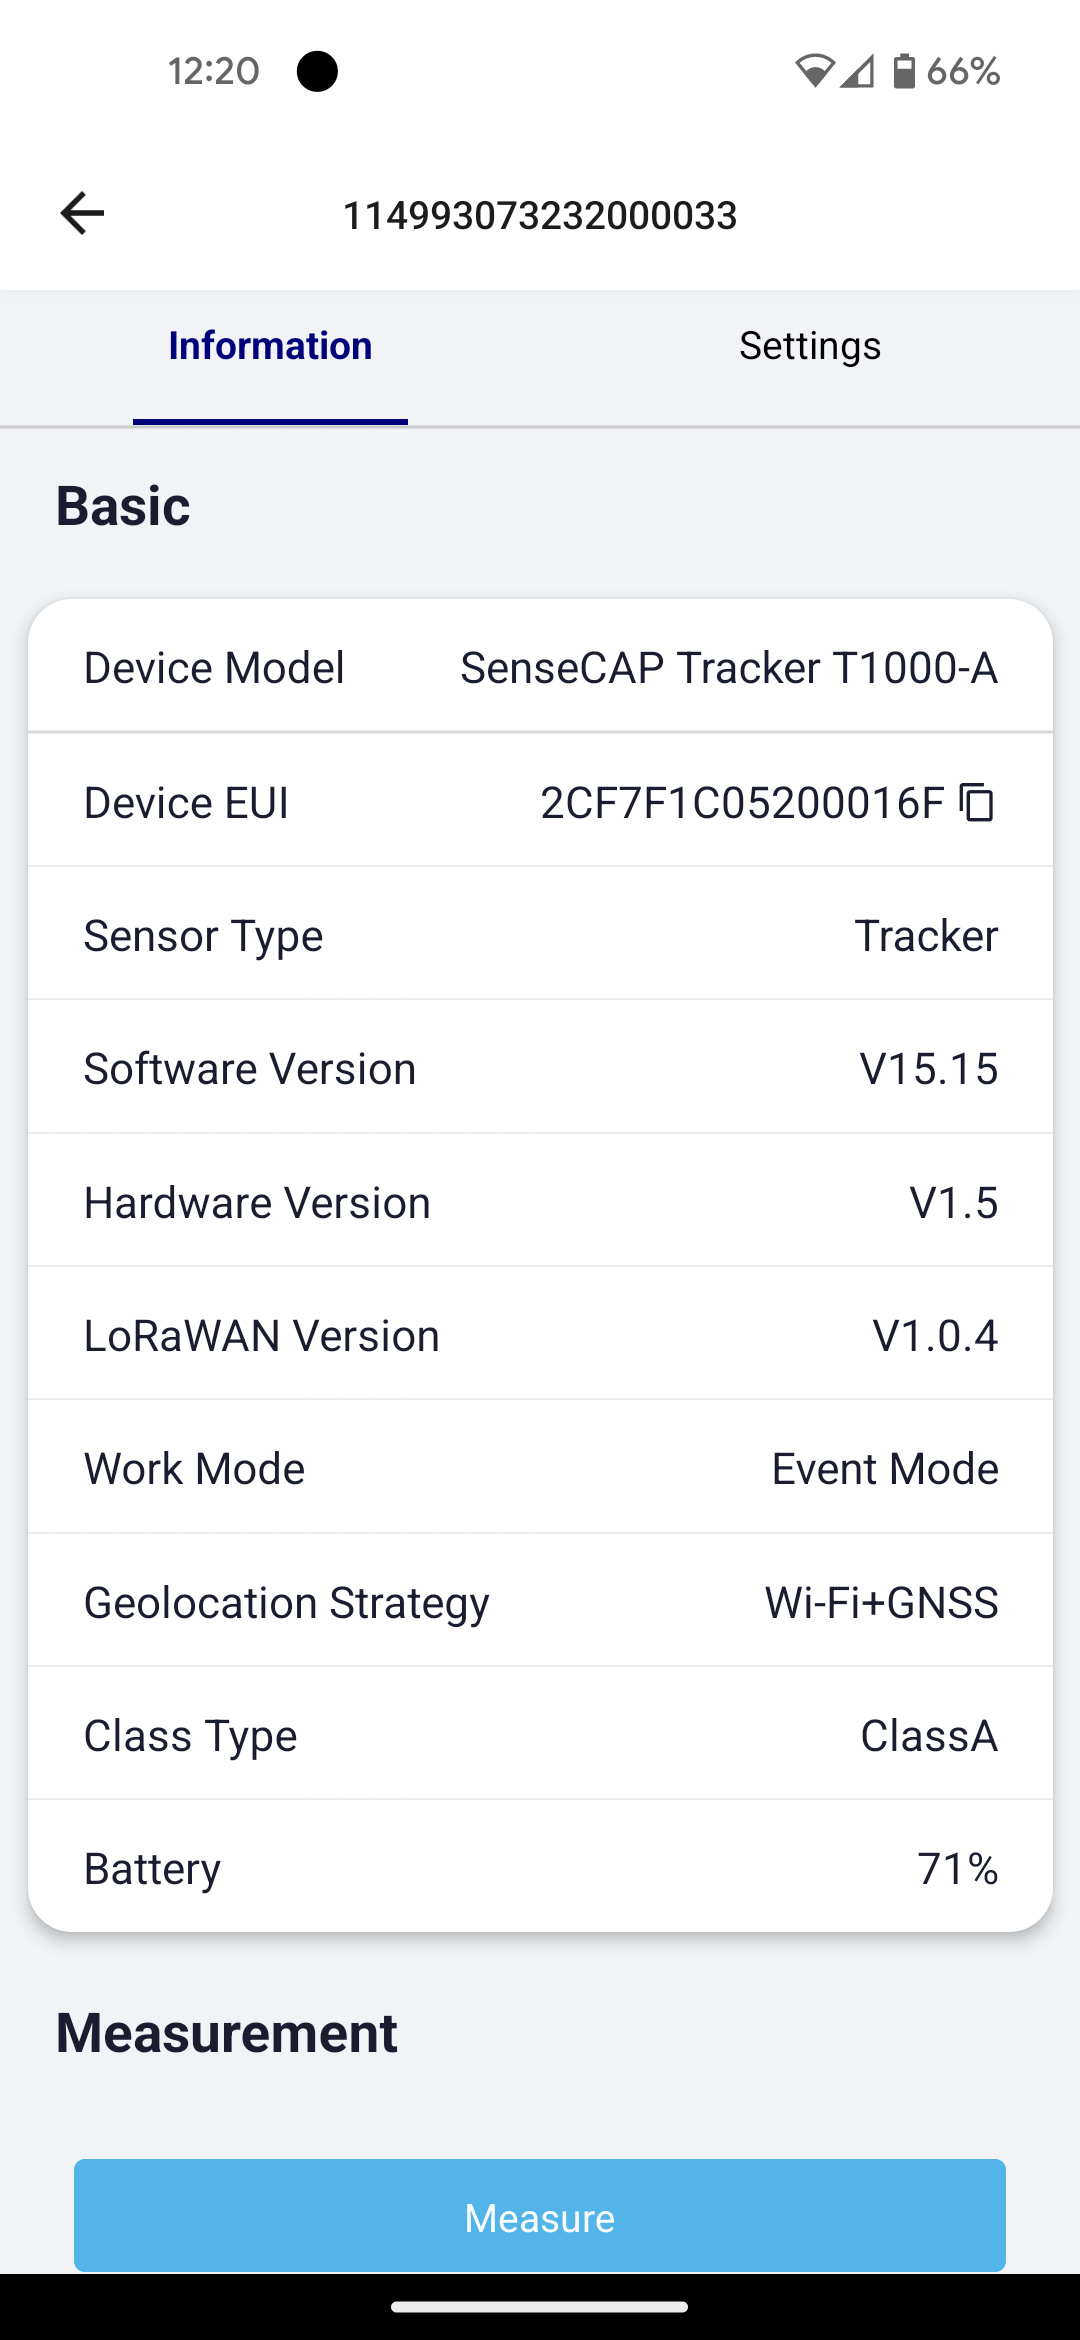 12:20 66%
114993073232000033
Information Settings
Basic
Device Model SenseCAP Tracker T1000-A
Device EUI 2CF7F1C05200016F
Sensor Type Tracker
Software Version V15.15
Hardware Version V1.5
LoRaWAN Version V1.0.4
Work Mode Event Mode
Geolocation Strategy Wi-Fi+GNSS
Class Type ClassA
Battery 71%
Measurement
Measure